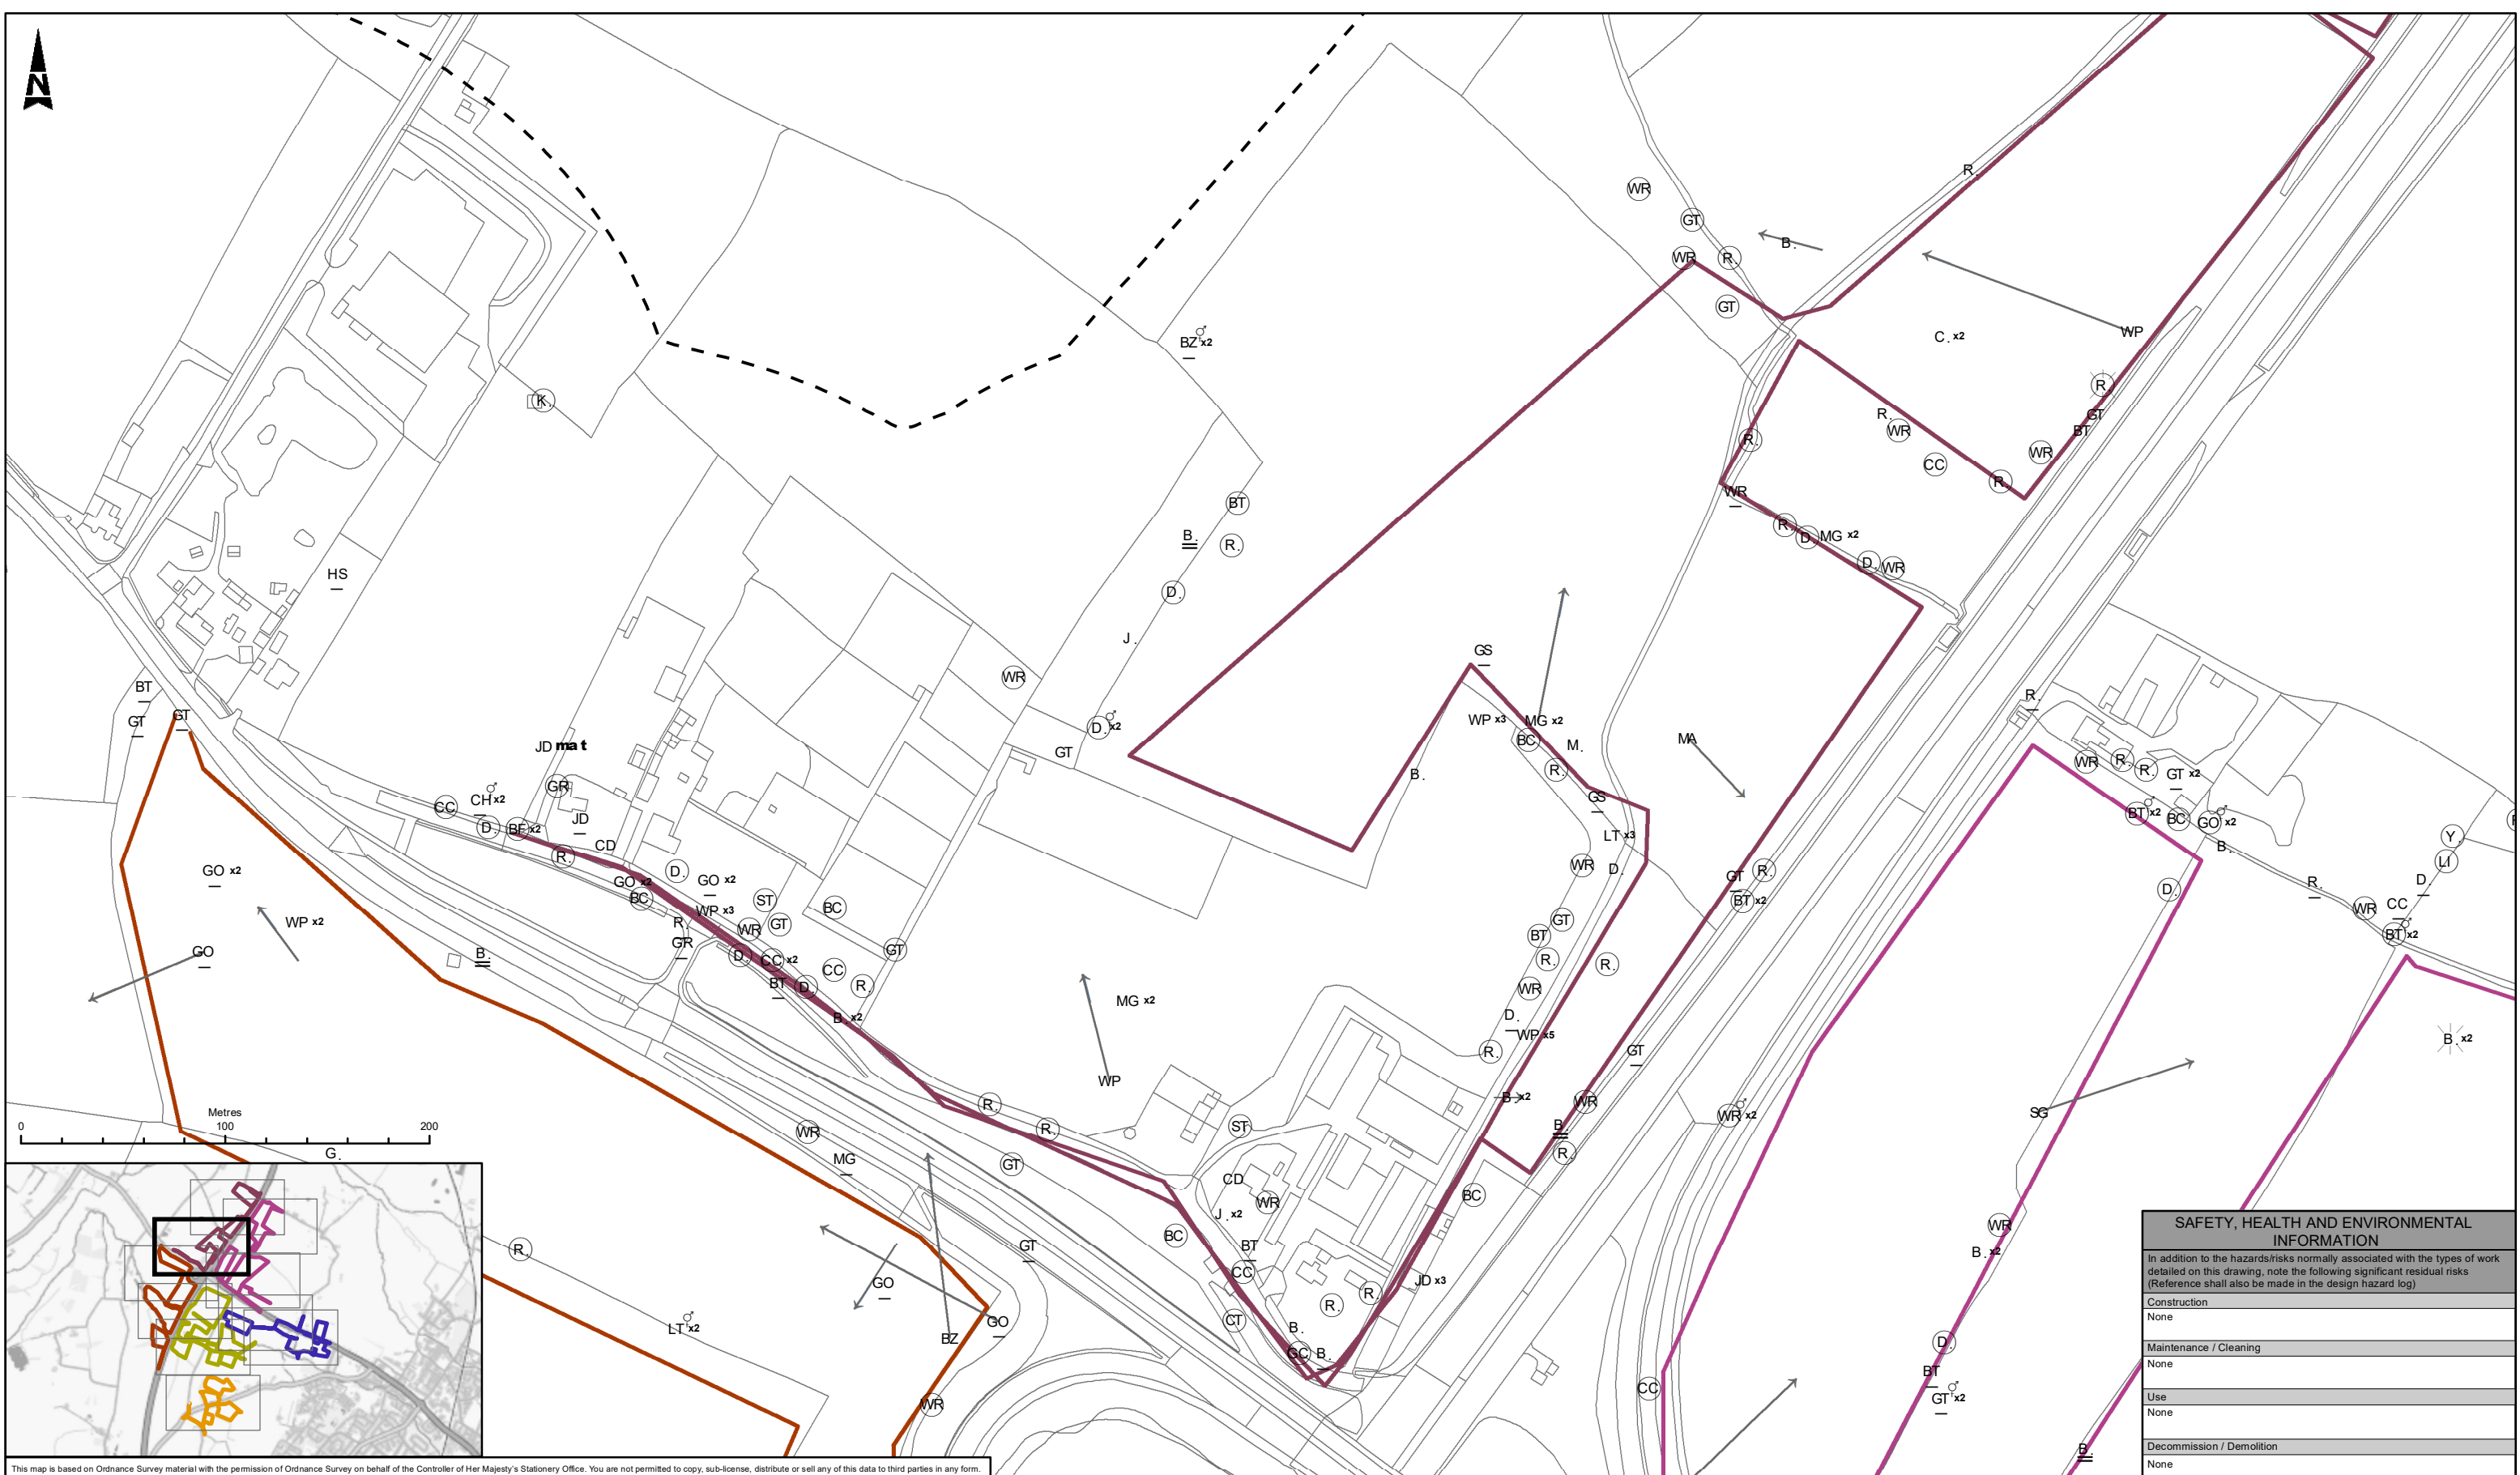 N
R.
WR
GT
WR
R.
B.
GT
WP
C. x2
BZ x2
R.
K.
GT
R.
WR
BT
R.
WR
CC
R.
WR
BT
R.
D.
MG x2
B.
R.
D.
WR
HS
D.
J.
GS
WR
BT
GT
GT
R.
D. x2
GT
WP x3
MG x2
BC
M.
MA
JD mat
B.
R.
WR
R.
R.
GT x2
GR
GS
CC
CH x2
JD
BT x2
BC
GO x2
D.
BF x2
LT x3
Y.
CD
B.
R.
WR
D.
LI
GO x2
D.
GO x2
GO x2
GT
R.
D.
R.
D.
BC
ST
BT x2
WR
CC
WP x3
BC
WP x2
R.
WR
GT
GT
BT
BT x2
GR
GT
R.
GO
B.
D.
CC x2
CC
R.
BT
D.
R.
WR
MG x2
D.
B. x2
WP x5
B. x2
R.
GT
WP
B. x2
WR
R.
Metres
0
100
200
R.
ST
B.
WR x2
SG
WR
G.
MG
GT
R.
CD
WR
BC
J. x2
WR
BC
R.
GT
BT
B. x2
CC
GO
JD x3
R.
R.
LT x2
GO
CT
BZ
B.
GC
B.
D.
BT
WR
CC
GT x2
B.
SAFETY, HEALTH AND ENVIRONMENTAL
INFORMATION
In addition to the hazards/risks normally associated with the types of work
detailed on this drawing, note the following significant residual risks
(Reference shall also be made in the design hazard log)
Construction
None
Maintenance / Cleaning
None
Use
None
Decommission / Demolition
None
This map is based on Ordnance Survey material with the permission of Ordnance Survey on behalf of the Controller of Her Majesty's Stationery Office. You are not permitted to copy, sub-license, distribute or sell any of this data to third parties in any form.